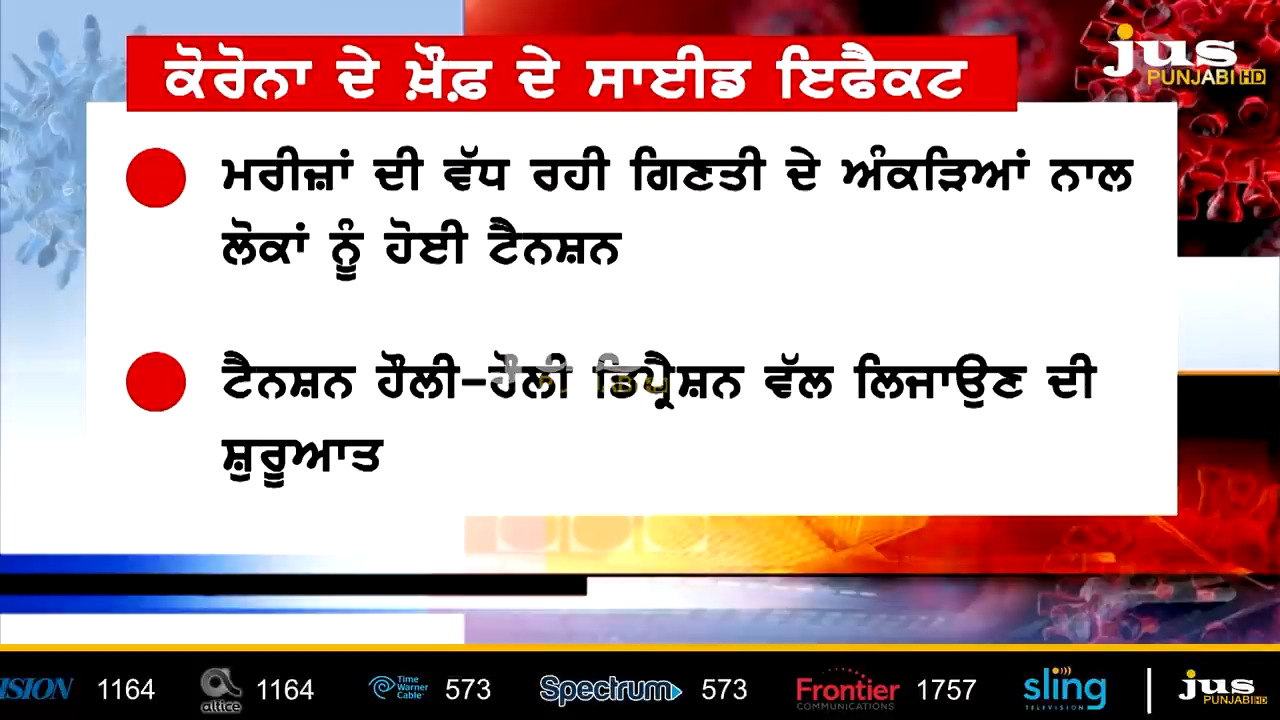 ਕੋਰੋਨਾ ਦੇ ਖ਼ੌਫ਼ ਦੇ ਸਾਈਡ ਇਫੈਕਟ
jus
PUNJABI HD
ਮਰੀਜ਼ਾਂ ਦੀ ਵੱਧ ਰਹੀ ਗਿਣਤੀ ਦੇ ਅੰਕੜਿਆਂ ਨਾਲ
ਲੋਕਾਂ ਨੂੰ ਹੋਈ ਟੈਨਸ਼ਨ
ਟੈਨਸ਼ਨ ਹੌਲੀ-ਹੌਲੀ ਡਿਪ੍ਰੈਸ਼ਨ ਵੱਲ ਲਿਜਾਉਣ ਦੀ
ਸ਼ੁਰੂਆਤ
ISION 1164 altice 1164 Time Warner Cable 573 Spectrum 573 Frontier COMMUNICATIONS 1757 sling TELEVISION jus PUNJABI HD